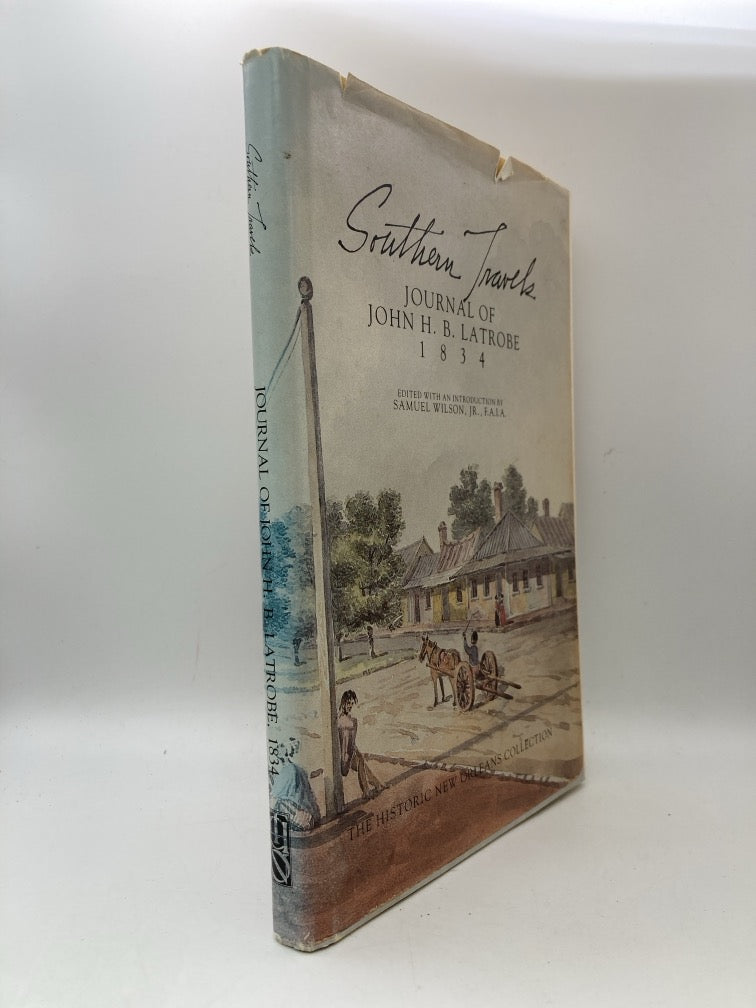 Southern Travels
JOURNAL OF
JOHN H. B. LATROBE
1834
EDITED WITH AN INTRODUCTION BY
SAMUEL WILSON, JR., F.A.I.A.
THE HISTORIC NEW ORLEANS COLLECTION
Southern Travels
JOURNAL OF JOHN H. B. LATROBE, 1834